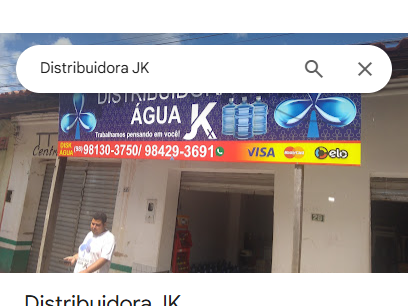 Distribuidora JK
DISTRIBUIDORA
ÁGUA JK
Trabalhamos pensando em você!
DISK ÁGUA (98) 98130-3750/ 98429-3691 VISA elo
Centr
Distribuidora JK